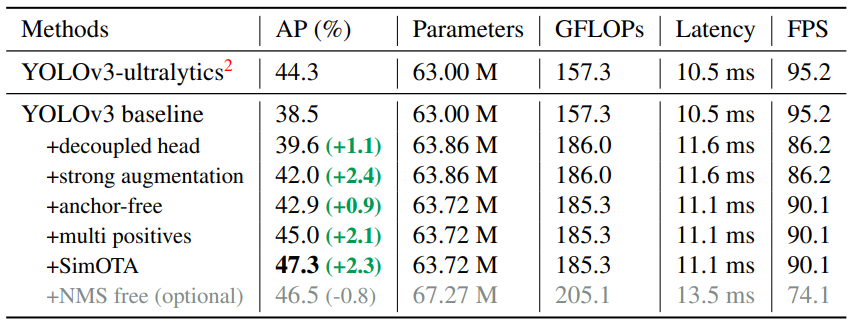 Methods AP (%) Parameters GFLOPs Latency FPS
YOLOv3-ultralytics2 44.3 63.00 M 157.3 10.5 ms 95.2
YOLOv3 baseline 38.5 63.00 M 157.3 10.5 ms 95.2
+decoupled head 39.6 (+1.1) 63.86 M 186.0 11.6 ms 86.2
+strong augmentation 42.0 (+2.4) 63.86 M 186.0 11.6 ms 86.2
+anchor-free 42.9 (+0.9) 63.72 M 185.3 11.1 ms 90.1
+multi positives 45.0 (+2.1) 63.72 M 185.3 11.1 ms 90.1
+SimOTA 47.3 (+2.3) 63.72 M 185.3 11.1 ms 90.1
+NMS free (optional) 46.5 (-0.8) 67.27 M 205.1 13.5 ms 74.1